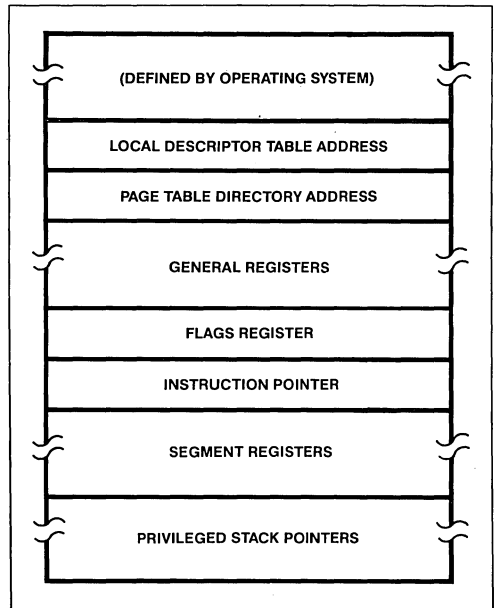 (DEFINED BY OPERATING SYSTEM)
LOCAL DESCRIPTOR TABLE ADDRESS
PAGE TABLE DIRECTORY ADDRESS
GENERAL REGISTERS
FLAGS REGISTER
INSTRUCTION POINTER
SEGMENT REGISTERS
PRIVILEGED STACK POINTERS